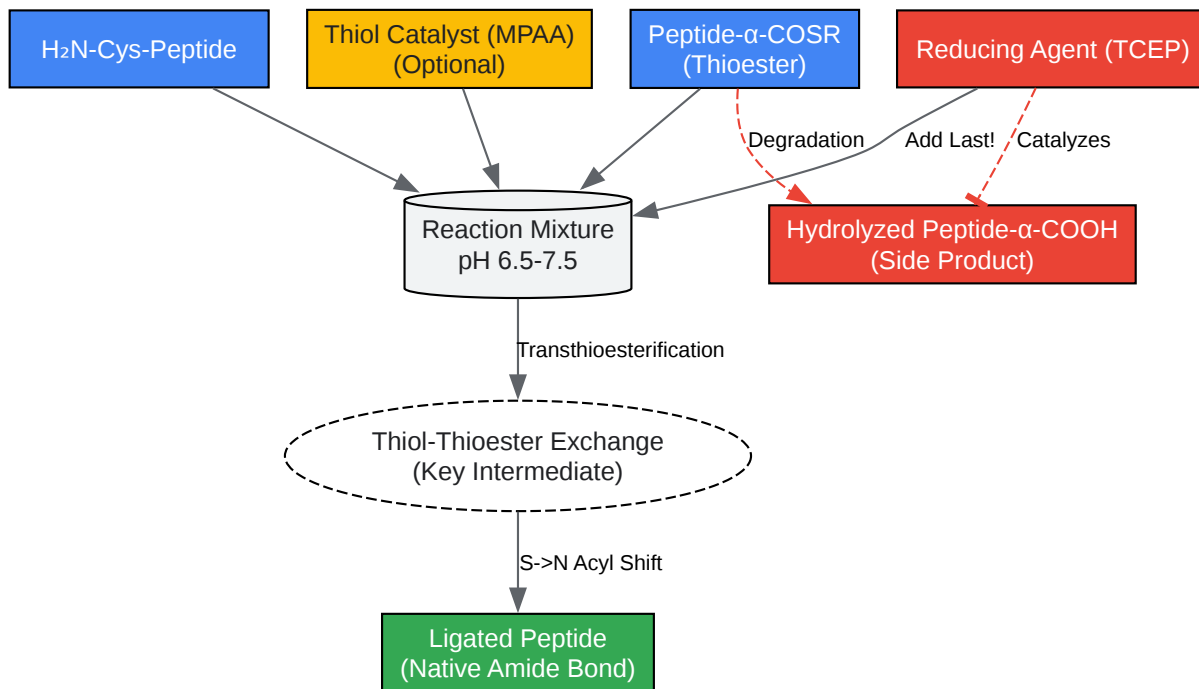 H₂N-Cys-Peptide
Thiol Catalyst (MPAA)
(Optional)
Peptide-α-COSR
(Thioester)
Reducing Agent (TCEP)
Degradation
Add Last!
Catalyzes
Reaction Mixture
pH 6.5-7.5
Hydrolyzed Peptide-α-COOH
(Side Product)
Transthioesterification
Thiol-Thioester Exchange
(Key Intermediate)
S->N Acyl Shift
Ligated Peptide
(Native Amide Bond)